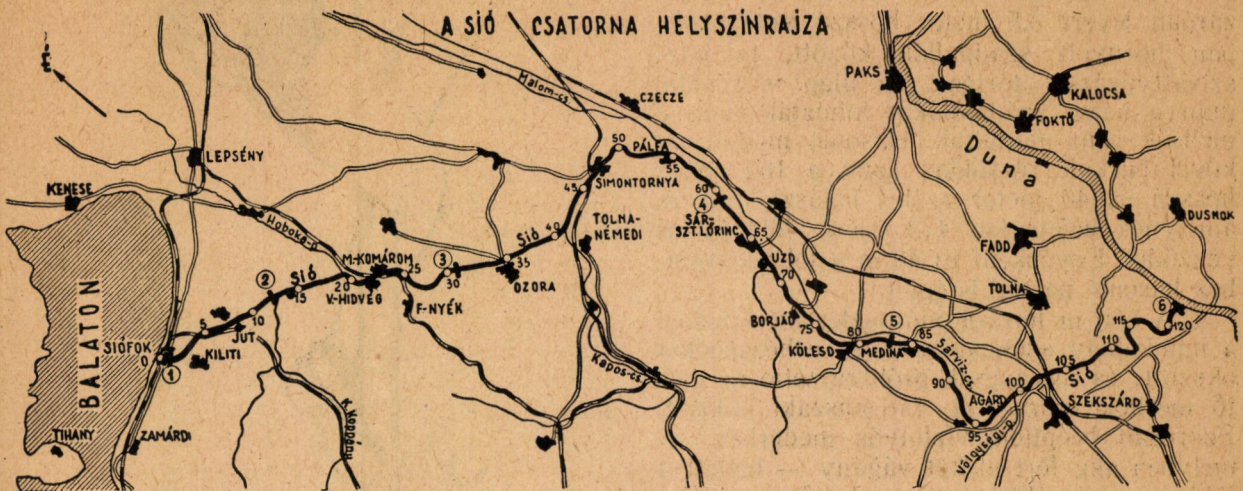 A SIÓ CSATORNA HELYSZÍNRAJZA
É
Malom-cs.
CZECZE
PAKS
KALOCSA
FOKTŐ
Duna
LEPSÉNY
KENESE
50
PÁLFA
55
45
SIMONTORNYA
60
4
SÁR-
SZT.LŐRINC
65
DUSNOK
Hoboka-p.
TOLNA-
NÉMEDI
FADD
M-KOMÁROM
25
3
30
Sió
40
35
OZORA
UZD
70
TOLNA
2
Sió
15
20
V-HIDVÉG
F-NYÉK
BALATON
5
10
JUT
SIÓFOK
0
1
KILITI
BORJÁD
75
80
KÖLESD
MEDINA
5
85
Sárvíz-cs.
6
115
120
110
Kapos-cs.
90
100
105
Sió
AGÁRD
SZEKSZÁRD
95
Völgységi-p.
TIHANY
ZAMÁRDI